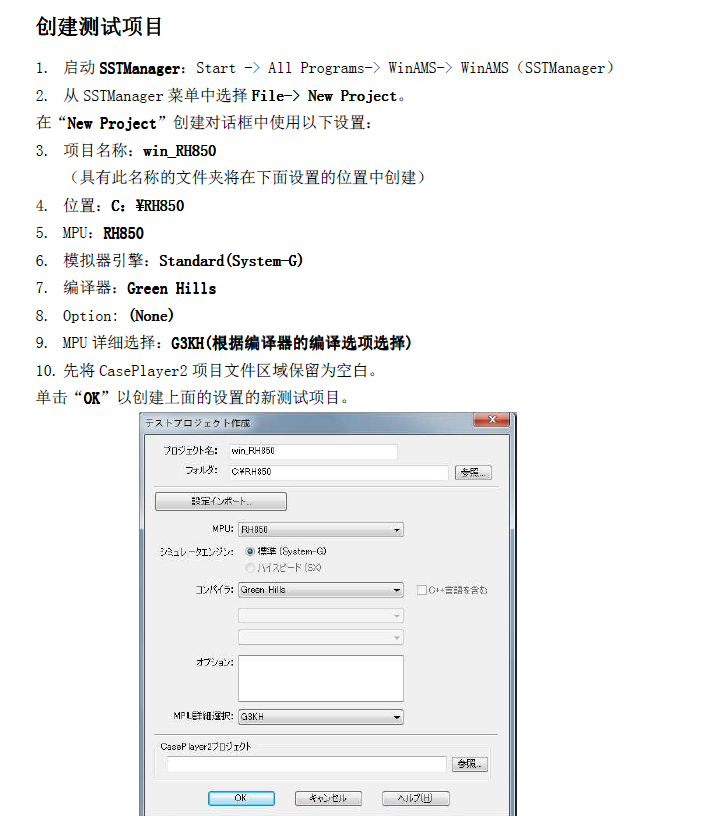 创建测试项目
1. 启动 SSTManager：Start -> All Programs-> WinAMS-> WinAMS（SSTManager）
2. 从 SSTManager 菜单中选择 File-> New Project。
在“New Project”创建对话框中使用以下设置：
3. 项目名称：win_RH850
（具有此名称的文件夹将在下面设置的位置中创建）
4. 位置：C：¥RH850
5. MPU：RH850
6. 模拟器引擎：Standard(System-G)
7. 编译器：Green Hills
8. Option: (None)
9. MPU 详细选择：G3KH(根据编译器的编译选项选择)
10. 先将 CasePlayer2 项目文件区域保留为空白。
单击“OK”以创建上面的设置的新测试项目。
テストプロジェクト作成
プロジェクト名: win_RH850
フォルダ: C:¥RH850 参照...
設定インポート...
MPU: RH850
シミュレータエンジン: 標準 (System-G)
ハイスピード (SX)
コンパイラ: Green Hills C++言語を含む
オプション:
MPU詳細選択: G3KH
CasePlayer2プロジェクト
参照...
OK キャンセル ヘルプ(H)